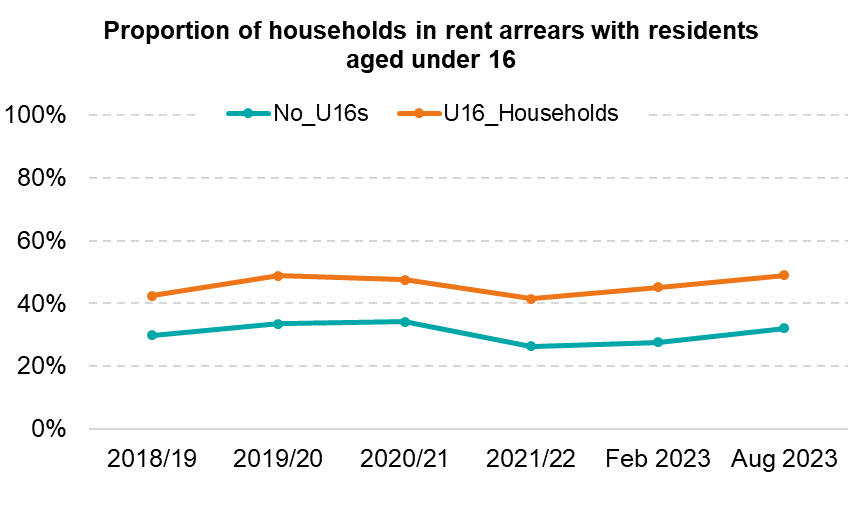 Proportion of households in rent arrears with residents
aged under 16
No_U16s U16_Households
100%
80%
60%
40%
20%
0%
2018/19 2019/20 2020/21 2021/22 Feb 2023 Aug 2023